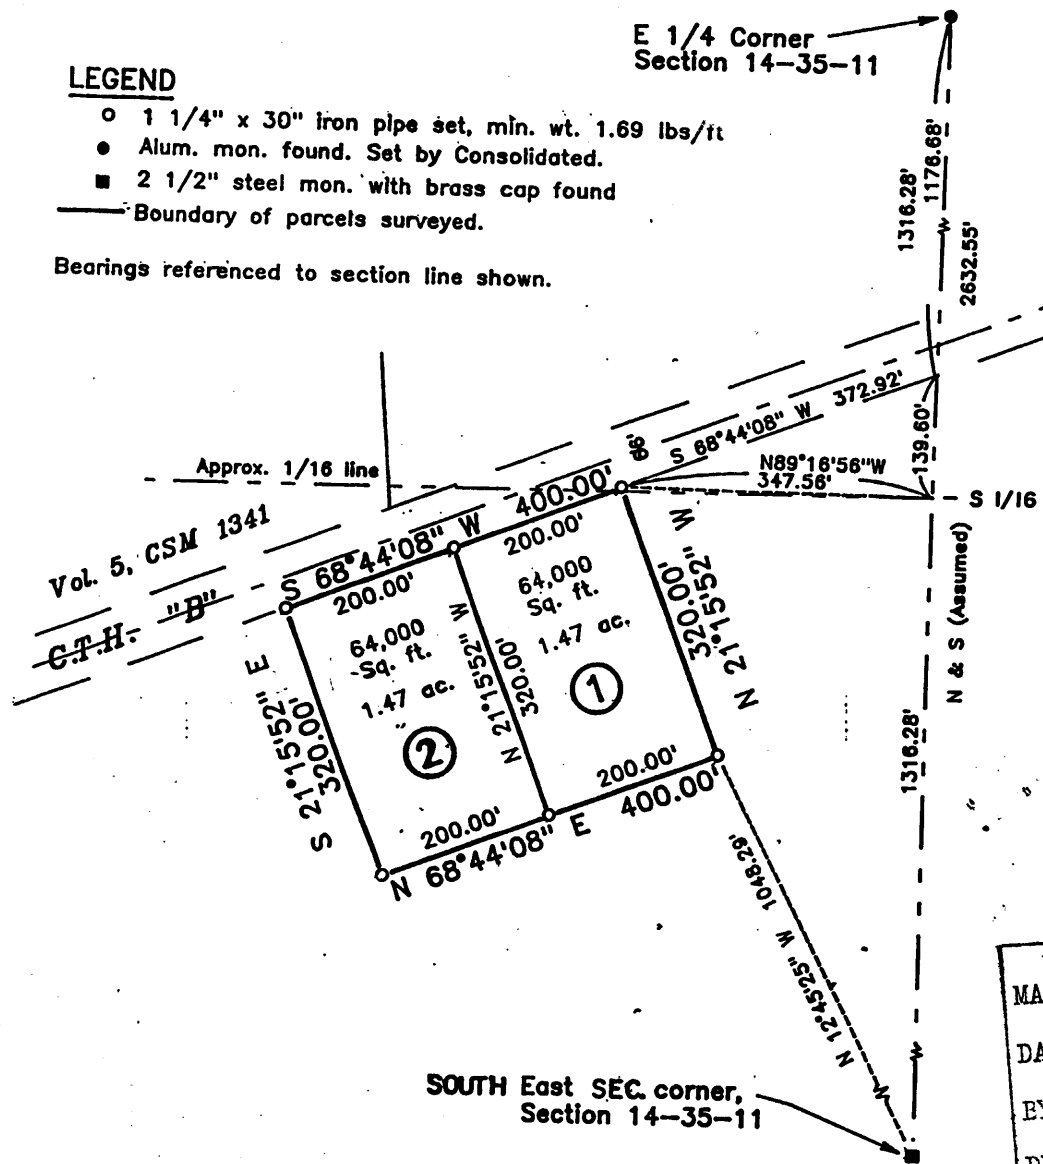 E 1/4 Corner
Section 14-35-11
LEGEND
1 1/4" x 30" iron pipe set, min. wt. 1.69 lbs/ft
Alum. mon. found. Set by Consolidated.
2 1/2" steel mon. with brass cap found
Boundary of parcels surveyed.
Bearings referenced to section line shown.
1316.28'
1176.68'
2632.55'
66'
S 68°44'08" W 372.92'
139.60'
N89°16'56"W
347.56'
Approx. 1/16 line
S 1/16
Vol. 5, CSM 1341
C.T.H. "B"
S 68°44'08" W 400.00'
200.00'
200.00'
64,000
Sq. ft.
1.47 ac.
1
64,000
Sq. ft.
1.47 ac.
2
N 21°15'52" W
320.00'
N 21°15'52" W
320.00'
S 21°15'52" E
320.00'
200.00'
200.00'
N 68°44'08" E 400.00'
N & S (Assumed)
1316.28'
N 12°45'25" W 1048.29'
SOUTH East SEC. corner,
Section 14-35-11
MA
DA
BY